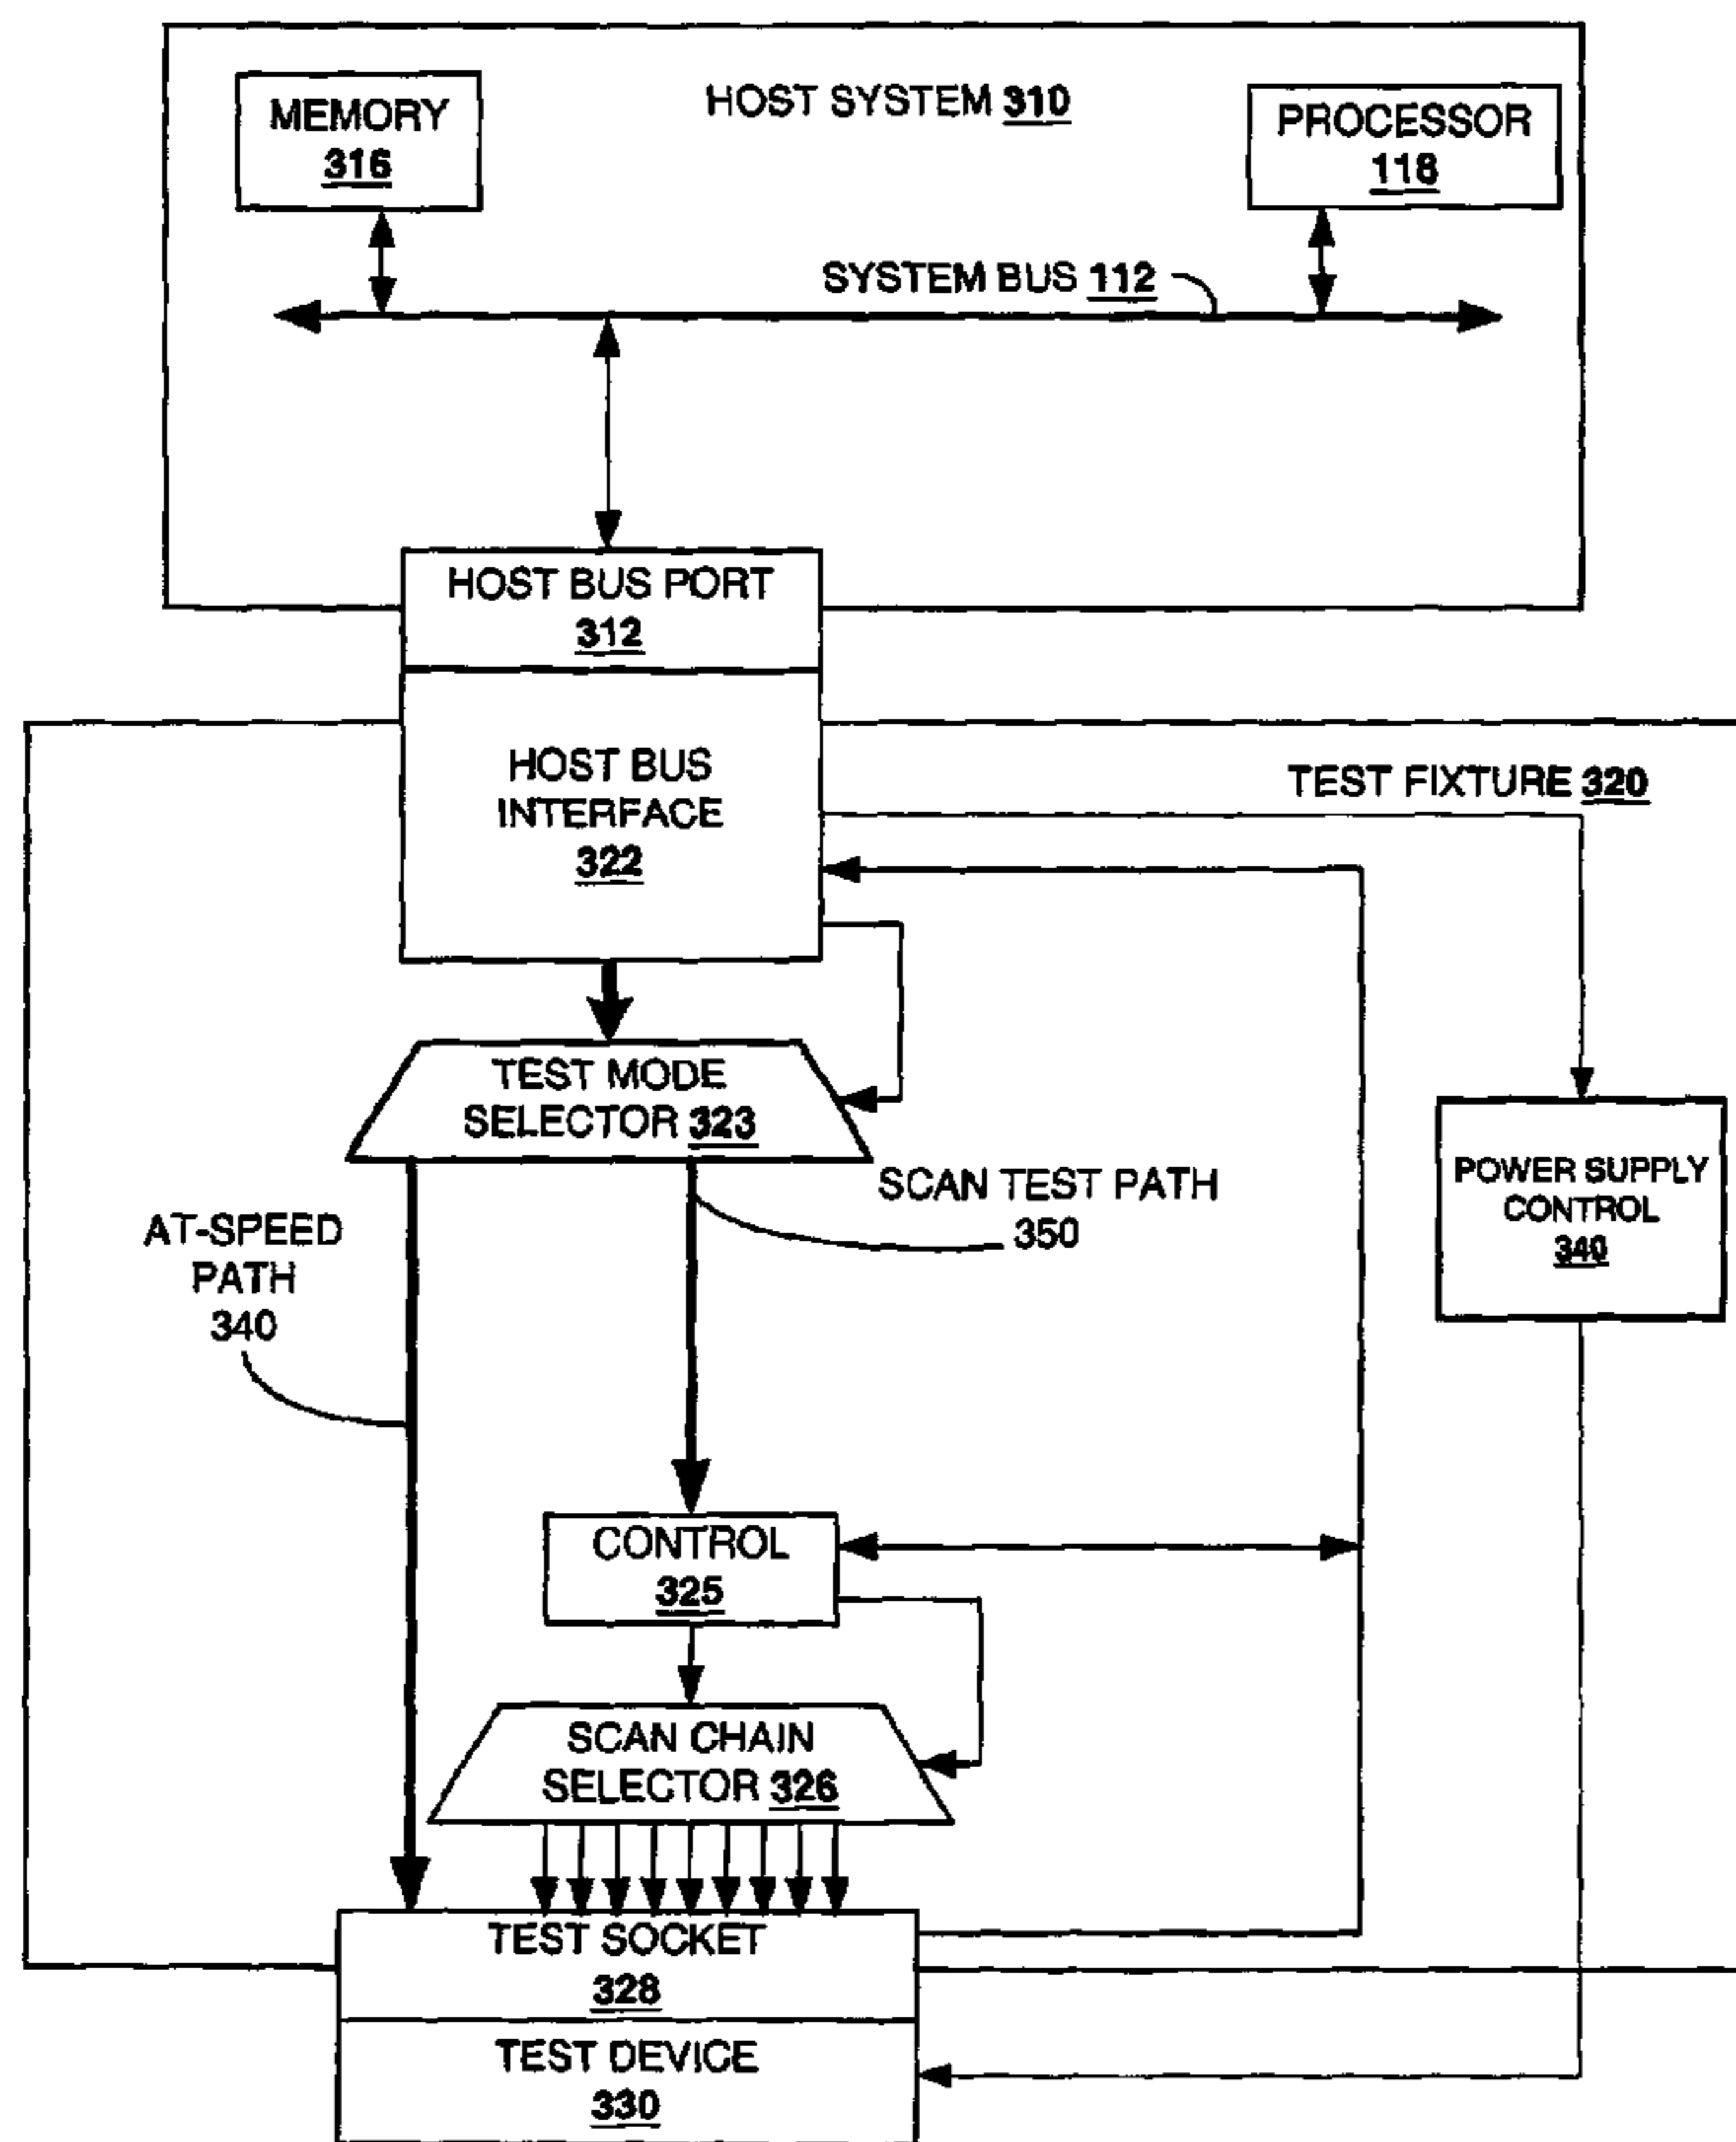 HOST SYSTEM 310
MEMORY
316
PROCESSOR
118
SYSTEM BUS 112
HOST BUS PORT
312
HOST BUS
INTERFACE
322
TEST FIXTURE 320
TEST MODE
SELECTOR 323
SCAN TEST PATH
350
AT-SPEED
PATH
340
POWER SUPPLY
CONTROL
340
CONTROL
325
SCAN CHAIN
SELECTOR 326
TEST SOCKET
328
TEST DEVICE
330